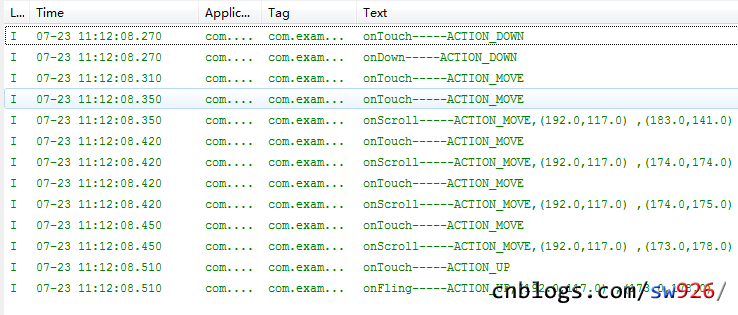 L... Time Applic... Tag Text
I 07-23 11:12:08.270 com.... com.exam... onTouch-----ACTION_DOWN
I 07-23 11:12:08.270 com.... com.exam... onDown-----ACTION_DOWN
I 07-23 11:12:08.310 com.... com.exam... onTouch-----ACTION_MOVE
I 07-23 11:12:08.350 com.... com.exam... onTouch-----ACTION_MOVE
I 07-23 11:12:08.350 com.... com.exam... onScroll-----ACTION_MOVE,(192.0,117.0) ,(183.0,141.0)
I 07-23 11:12:08.420 com.... com.exam... onTouch-----ACTION_MOVE
I 07-23 11:12:08.420 com.... com.exam... onScroll-----ACTION_MOVE,(192.0,117.0) ,(174.0,174.0)
I 07-23 11:12:08.420 com.... com.exam... onTouch-----ACTION_MOVE
I 07-23 11:12:08.420 com.... com.exam... onScroll-----ACTION_MOVE,(192.0,117.0) ,(174.0,175.0)
I 07-23 11:12:08.450 com.... com.exam... onTouch-----ACTION_MOVE
I 07-23 11:12:08.450 com.... com.exam... onScroll-----ACTION_MOVE,(192.0,117.0) ,(173.0,178.0)
I 07-23 11:12:08.510 com.... com.exam... onTouch-----ACTION_UP
I 07-23 11:12:08.510 com.... com.exam... onFling-----ACTION_UP,(192.0,117.0) ,(173.0,178.0)
cnblogs.com/sw926/